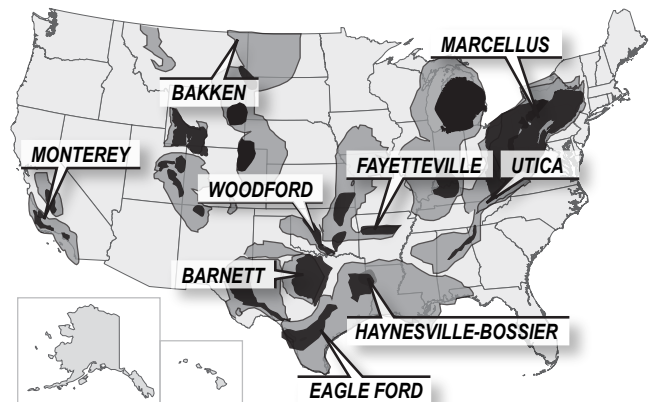 MARCELLUS
BAKKEN
MONTEREY
FAYETTEVILLE
UTICA
WOODFORD
BARNETT
HAYNESVILLE-BOSSIER
EAGLE FORD